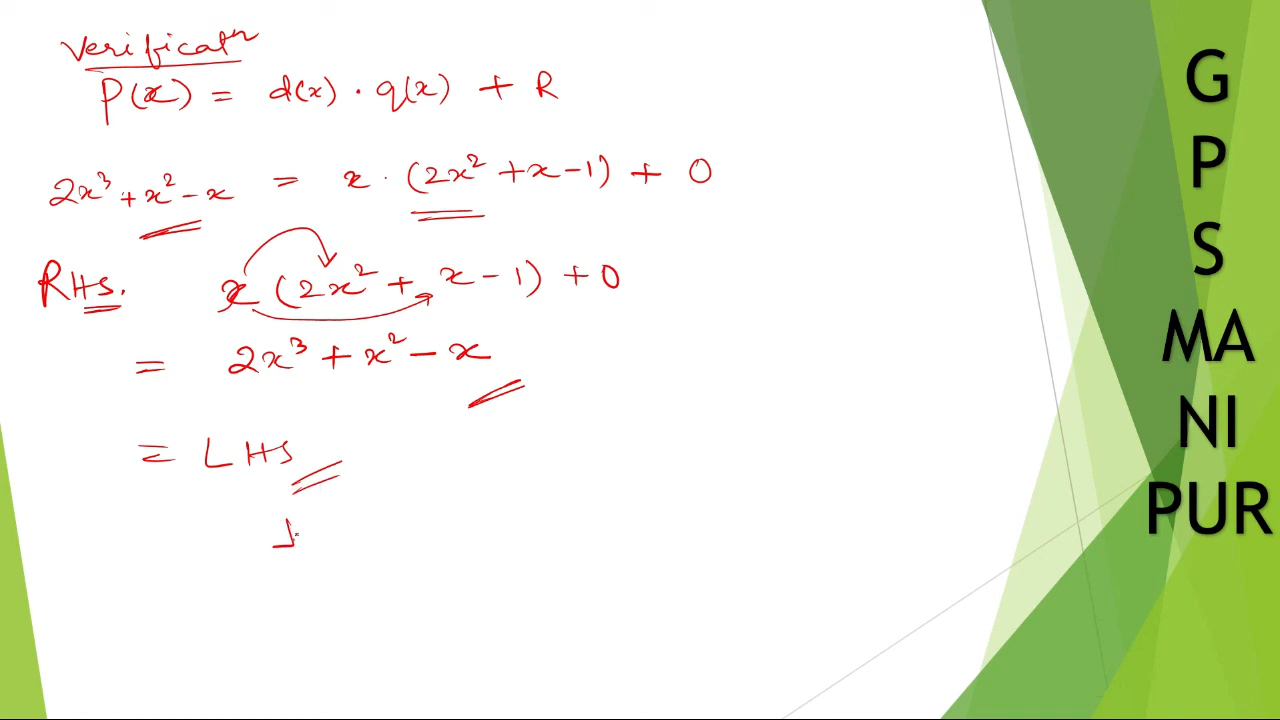 Verificatn
P(x) = d(x) · q(x) + R
2x³ + x² - x = x · (2x² + x - 1) + 0
RHS. x (2x² + x - 1) + 0
= 2x³ + x² - x
= LHS
G
P
S
MA
NI
PUR